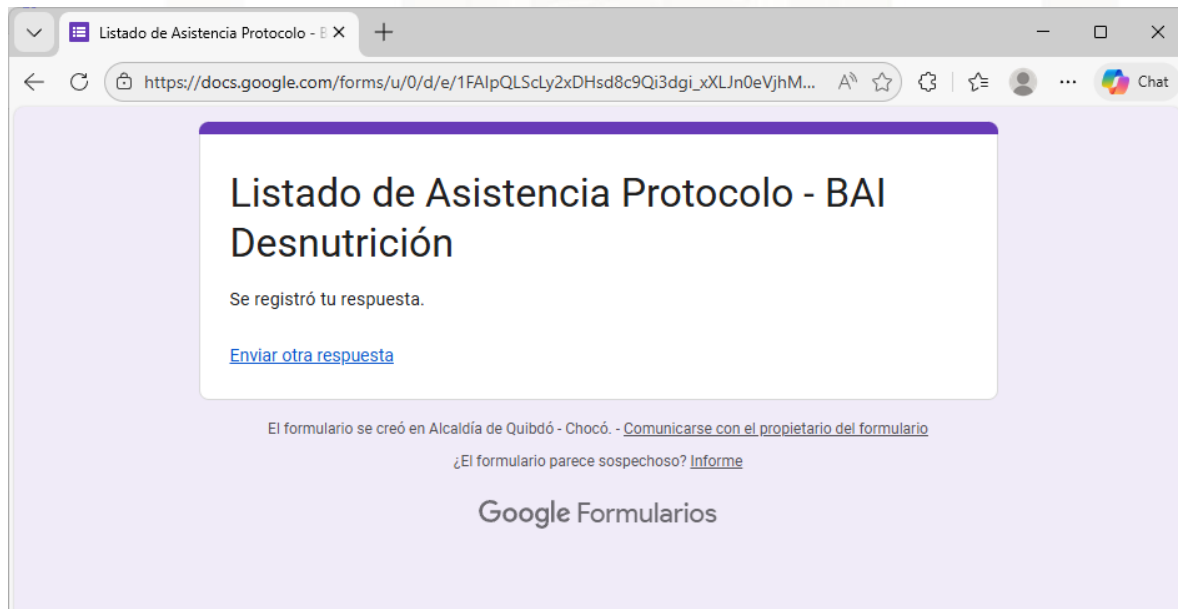 Listado de Asistencia Protocolo - B
https://docs.google.com/forms/u/0/d/e/1FAIpQLScLy2xDHsd8c9Qi3dgi_xXLJn0eVjhM...
Chat
Listado de Asistencia Protocolo - BAI
Desnutrición
Se registró tu respuesta.
Enviar otra respuesta
El formulario se creó en Alcaldía de Quibdó - Chocó. - Comunicarse con el propietario del formulario
¿El formulario parece sospechoso? Informe
Google Formularios